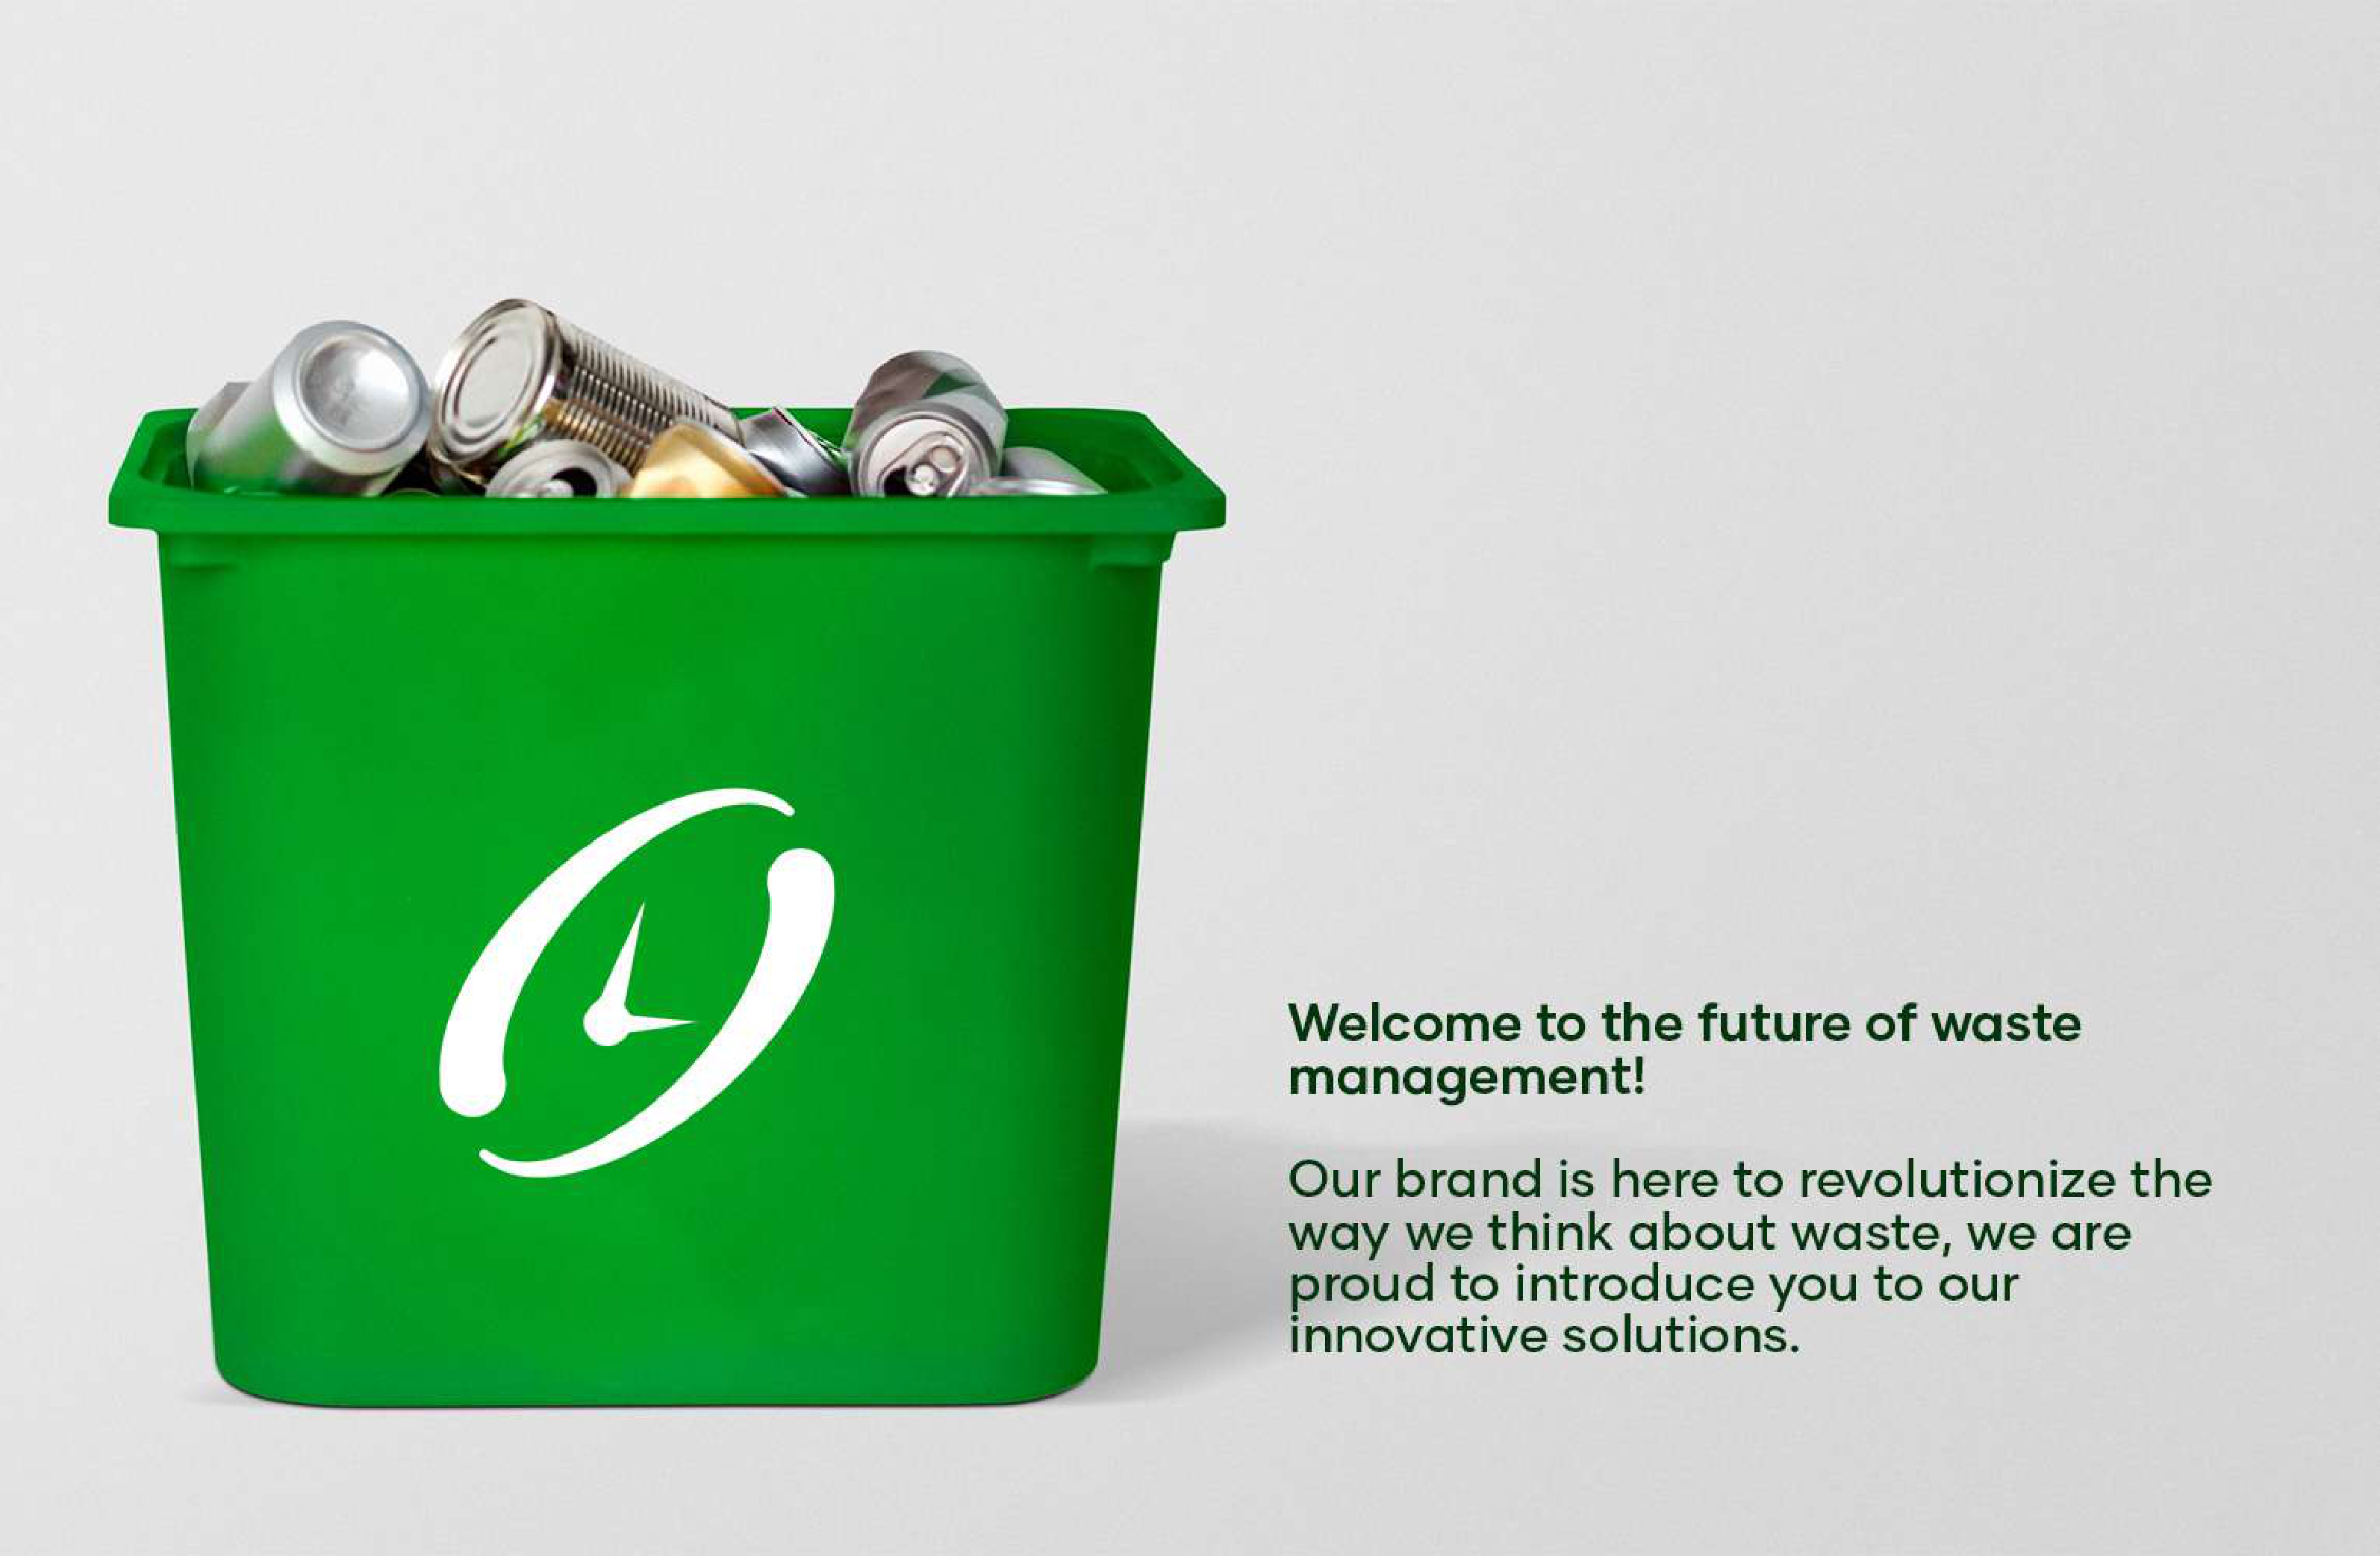 Welcome to the future of waste
management!
Our brand is here to revolutionize the
way we think about waste, we are
proud to introduce you to our
innovative solutions.